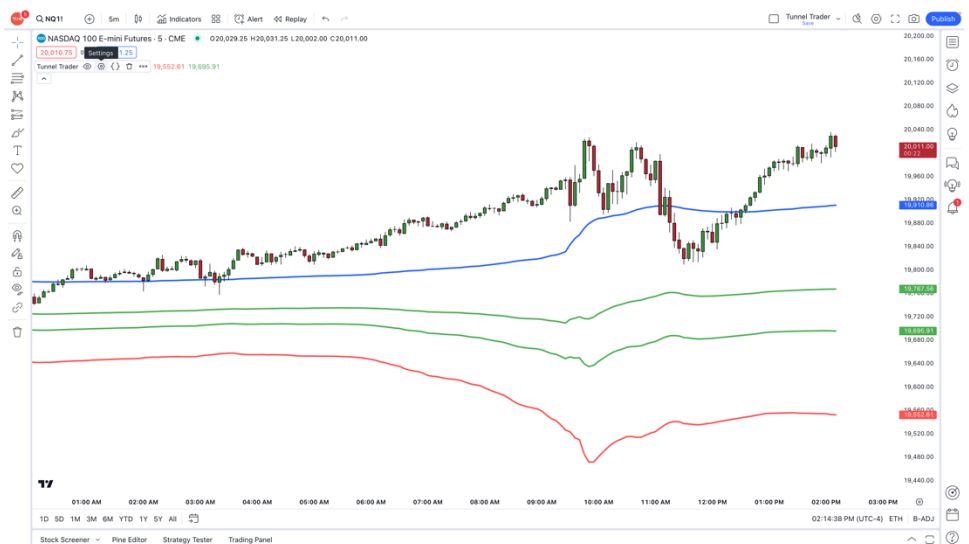 NQ1!
5m
Indicators
Alert
Replay
Tunnel Trader
Save
Publish
NASDAQ 100 E-mini Futures · 5 · CME
O20,029.25 H20,031.25 L20,002.00 C20,011.00
20,010.75
1.25
Settings
Tunnel Trader
19,552.61 19,695.91
20,200.00
20,160.00
20,120.00
20,080.00
20,040.00
20,011.00
00:22
19,960.00
19,910.86
19,880.00
19,840.00
19,800.00
19,767.56
19,720.00
19,695.91
19,680.00
19,640.00
19,600.00
19,552.61
19,520.00
19,480.00
19,440.00
01:00 AM 02:00 AM 03:00 AM 04:00 AM 05:00 AM 06:00 AM 07:00 AM 08:00 AM 09:00 AM 10:00 AM 11:00 AM 12:00 PM 01:00 PM 02:00 PM 03:00 PM
1D 5D 1M 3M 6M YTD 1Y 5Y All
02:14:38 PM (UTC-4) ETH B-ADJ
Stock Screener Pine Editor Strategy Tester Trading Panel